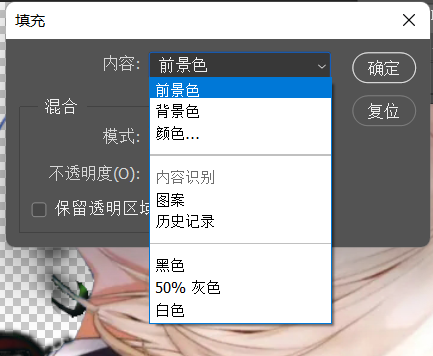 填充
内容:
前景色
确定
前景色
背景色
颜色...
复位
混合
模式:
内容识别
不透明度(O):
图案
保留透明区域
历史记录
黑色
50% 灰色
白色